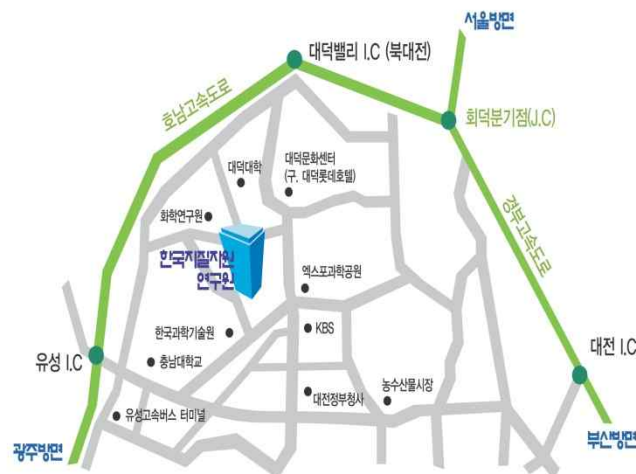 서울방면
대덕밸리 I.C (북대전)
호남고속도로
회덕분기점(J.C)
대덕대학
대덕문화센터
(구. 대덕롯데호텔)
화학연구원
경부고속도로
한국지질자원
연구원
엑스포과학공원
한국과학기술원
KBS
유성 I.C
충남대학교
대전 I.C
대전정부청사
농수산물시장
유성고속버스 터미널
광주방면
부산방면